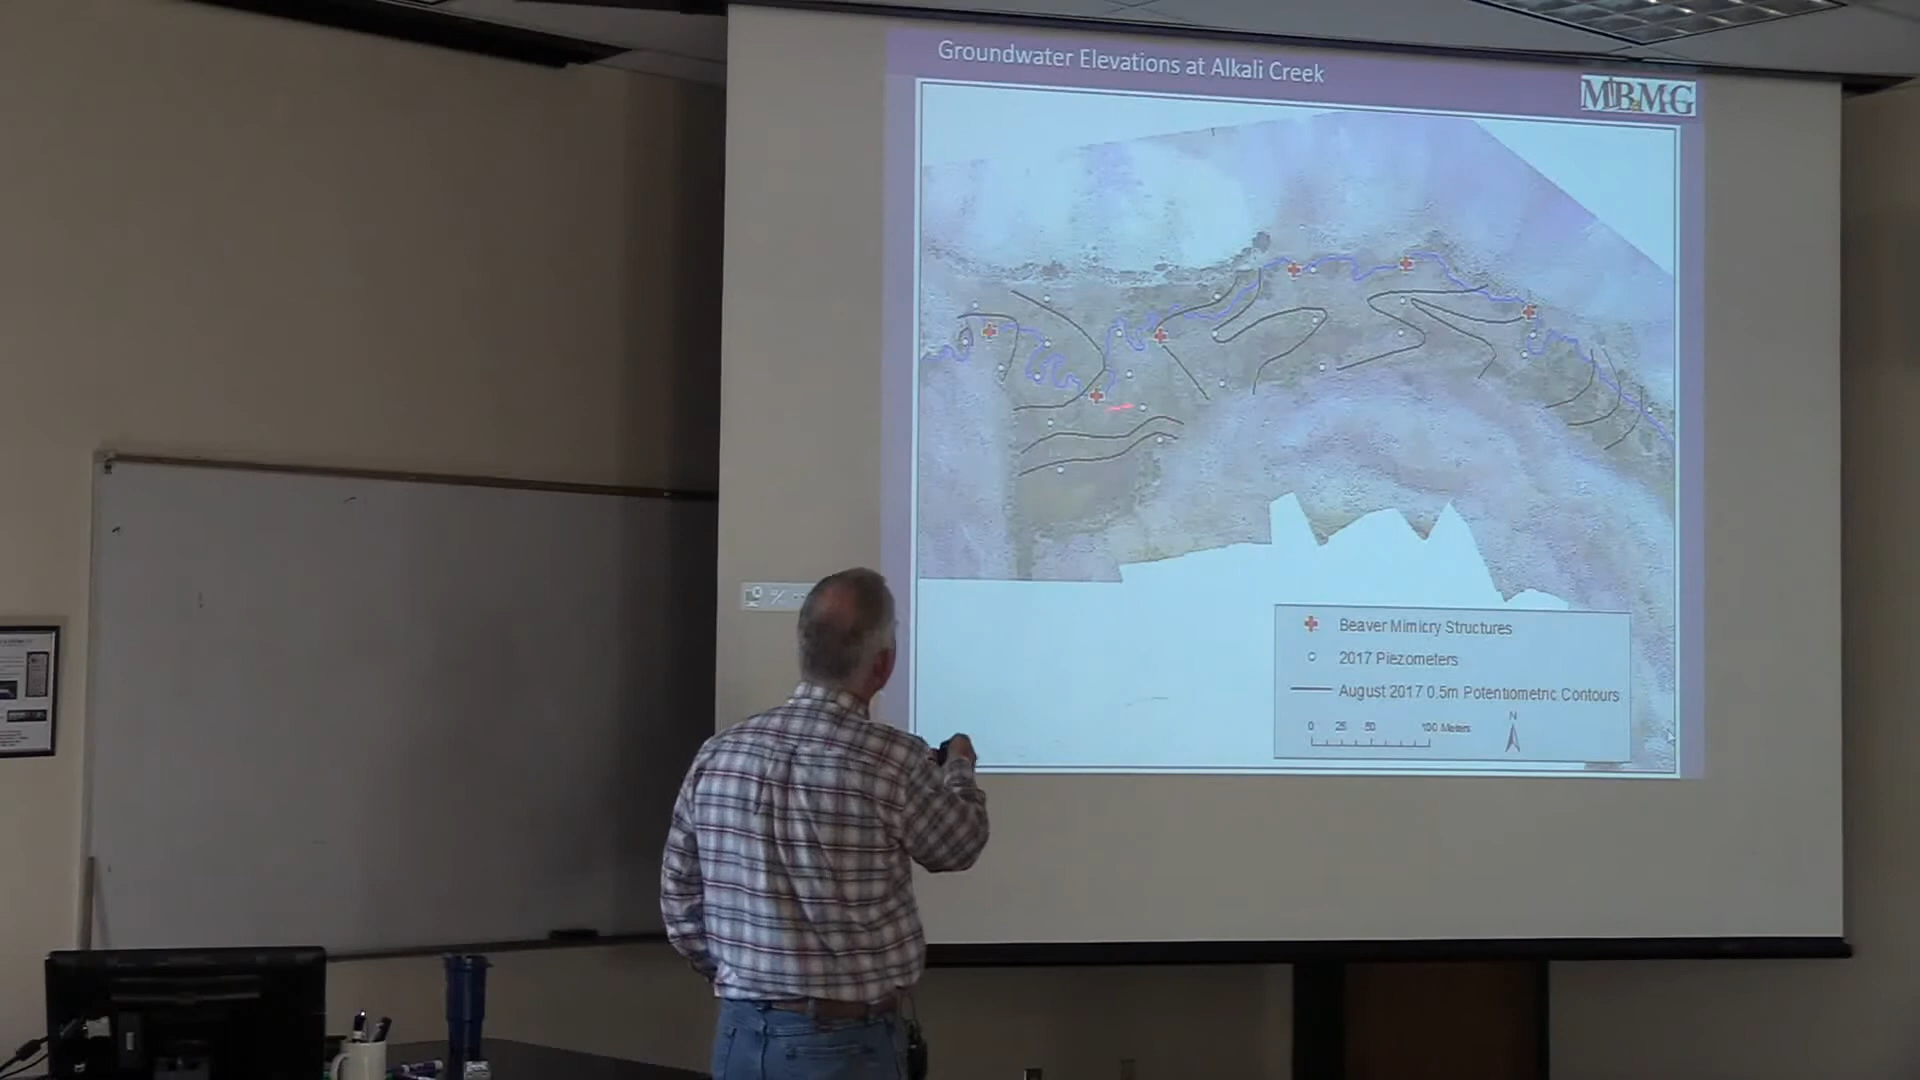 Groundwater Elevations at Alkali Creek
MBMG
Beaver Mimicry Structures
2017 Piezometers
August 2017 0.5m Potentiometric Contours
0 25 50 100 Meters
N